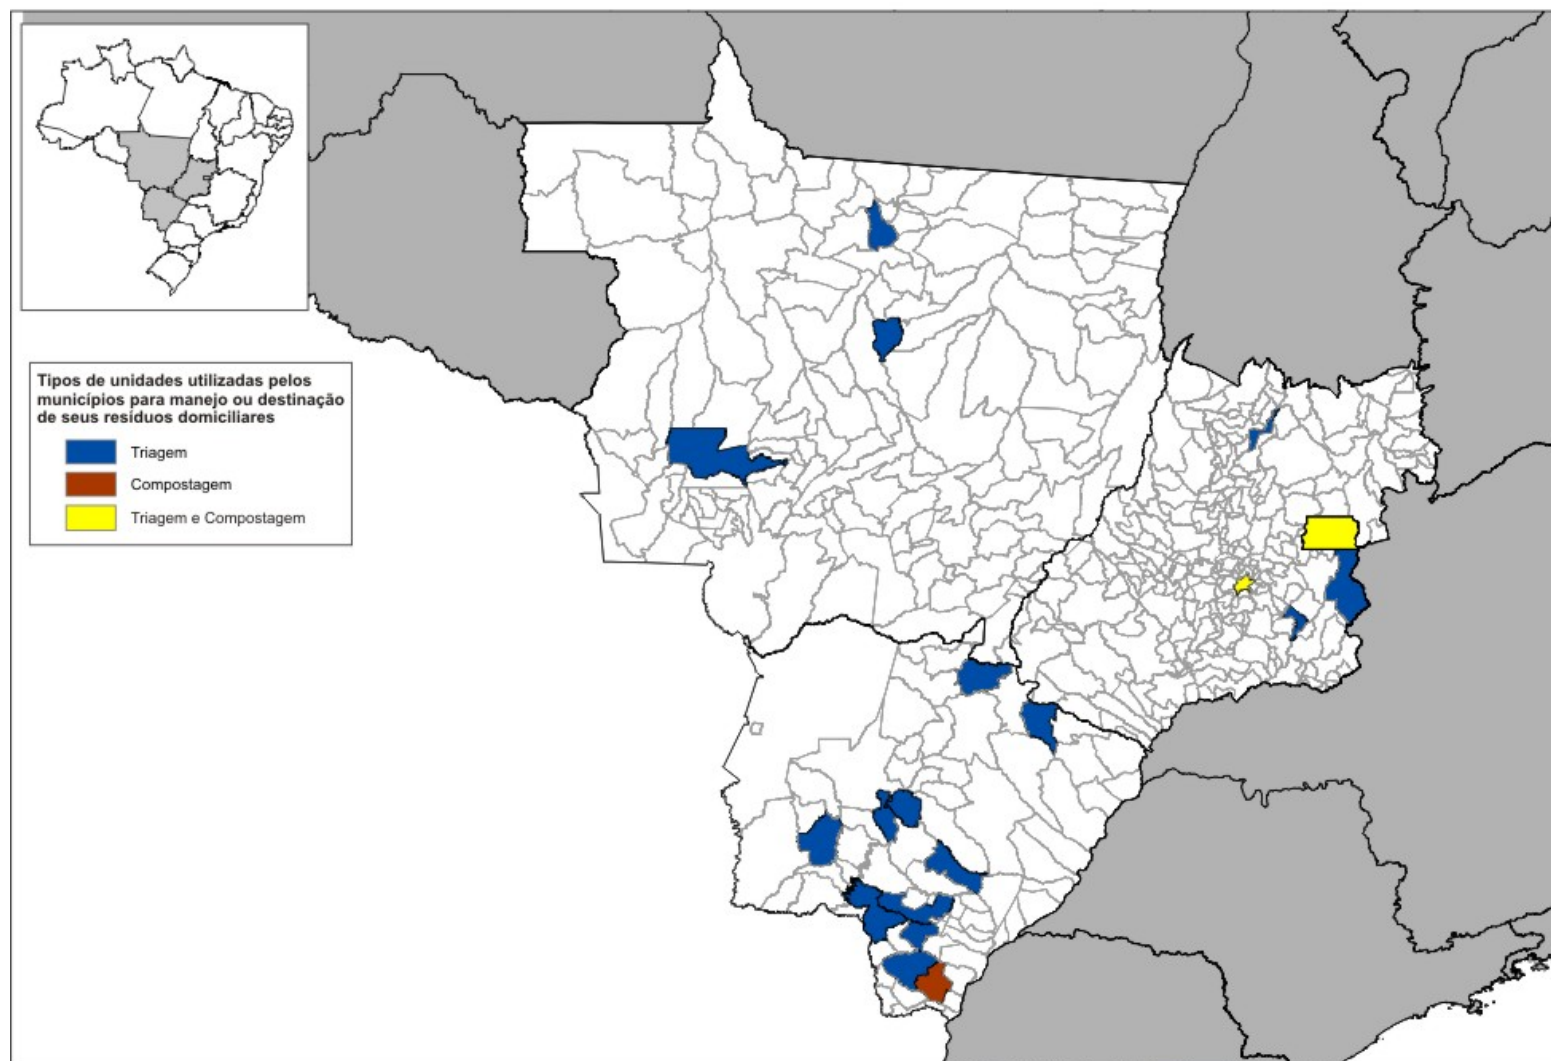 Tipos de unidades utilizadas pelos
municípios para manejo ou destinação
de seus resíduos domiciliares
Triagem
Compostagem
Triagem e Compostagem